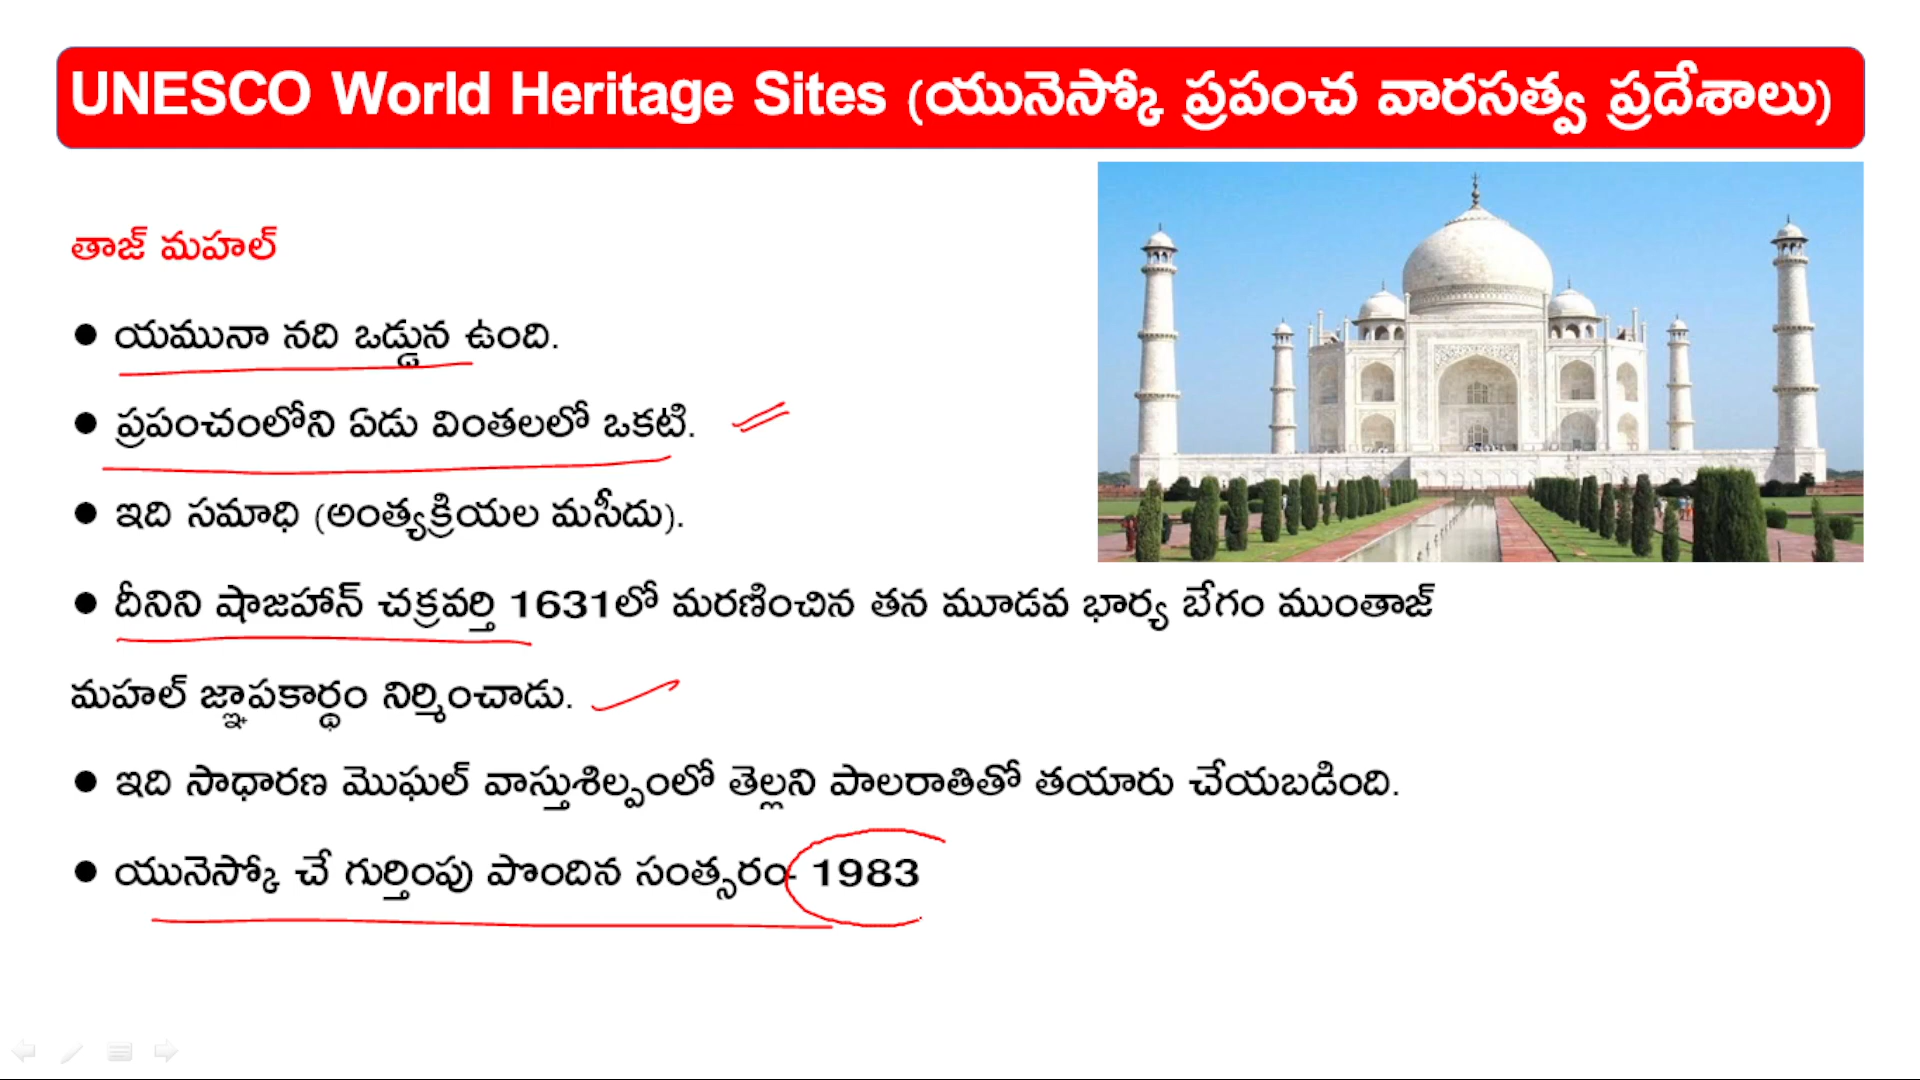 UNESCO World Heritage Sites (యునెస్కో ప్రపంచ వారసత్వ ప్రదేశాలు)
తాజ్ మహల్
● యమునా నది ఒడ్డున ఉంది.
● ప్రపంచంలోని ఏడు వింతలలో ఒకటి.
● ఇది సమాధి (అంత్యక్రియల మసీదు).
● దీనిని షాజహాన్ చక్రవర్తి 1631లో మరణించిన తన మూడవ భార్య బేగం ముంతాజ్
మహల్ జ్ఞాపకార్థం నిర్మించాడు.
● ఇది సాధారణ మొఘల్ వాస్తుశిల్పంలో తెల్లని పాలరాతితో తయారు చేయబడింది.
● యునెస్కో చే గుర్తింపు పొందిన సంత్సరం- 1983